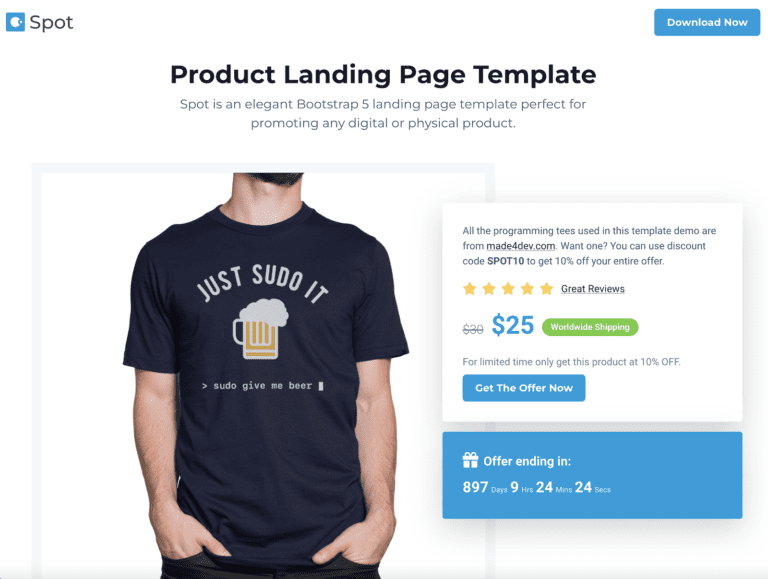 Spot
Download Now
Product Landing Page Template
Spot is an elegant Bootstrap 5 landing page template perfect for
promoting any digital or physical product.
JUST SUDO IT
> sudo give me beer
All the programming tees used in this template demo are
from made4dev.com. Want one? You can use discount
code SPOT10 to get 10% off your entire offer.
Great Reviews
$30 $25 Worldwide Shipping
For limited time only get this product at 10% OFF.
Get The Offer Now
Offer ending in:
897 Days 9 Hrs 24 Mins 24 Secs